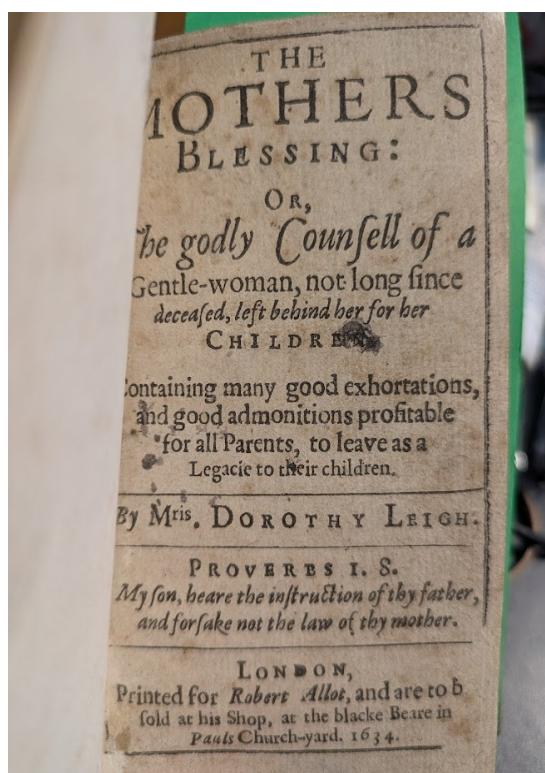 THE
MOTHERS
BLESSING:
OR,
The godly Counſell of a
Gentle-woman, not long ſince
deceaſed, left behind her for her
CHILDREN
Containing many good exhortations,
and good admonitions profitable
for all Parents, to leave as a
Legacie to their children.
By Mris. DOROTHY LEIGH.
PROVERBS I. 8.
My ſon, heare the inſtruction of thy father,
and forſake not the law of thy mother.
LONDON,
Printed for Robert Allot, and are to b
ſold at his Shop, at the blacke Beare in
Pauls Church-yard. 1634.